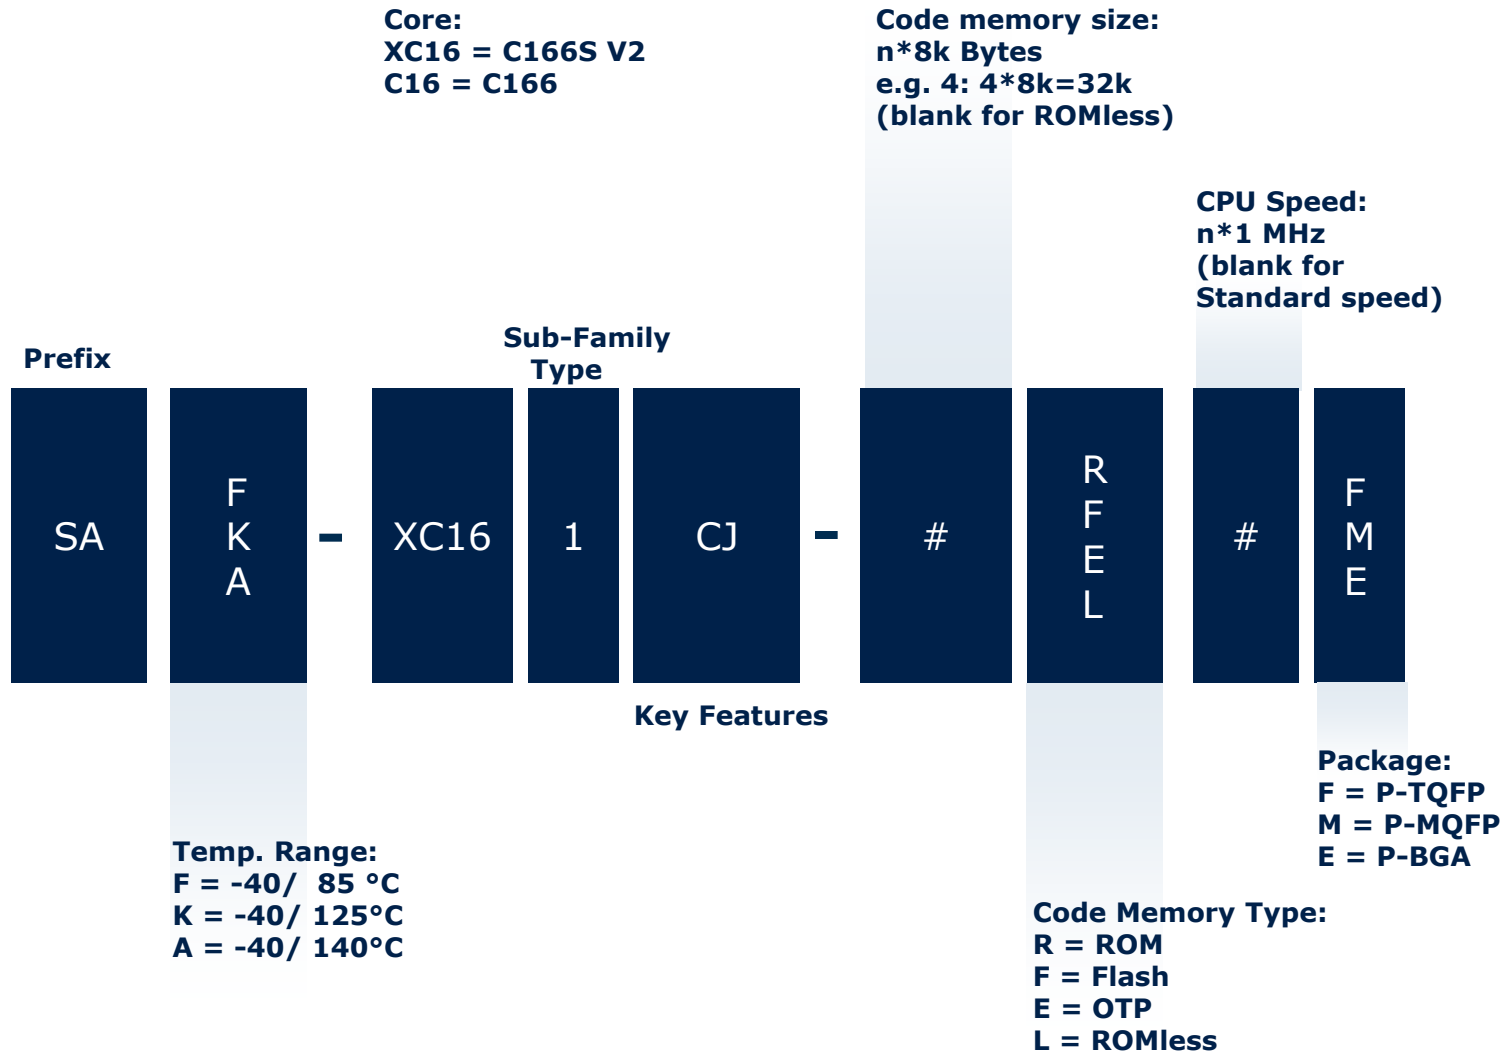 Core:
XC16 = C166S V2
C16 = C166
Code memory size:
n*8k Bytes
e.g. 4: 4*8k=32k
(blank for ROMless)
CPU Speed:
n*1 MHz
(blank for
Standard speed)
Prefix
Sub-Family
Type
SA
F
K
A
-
XC16
1
CJ
-
#
R
F
E
L
#
F
M
E
Key Features
Temp. Range:
F = -40/ 85 °C
K = -40/ 125°C
A = -40/ 140°C
Package:
F = P-TQFP
M = P-MQFP
E = P-BGA
Code Memory Type:
R = ROM
F = Flash
E = OTP
L = ROMless